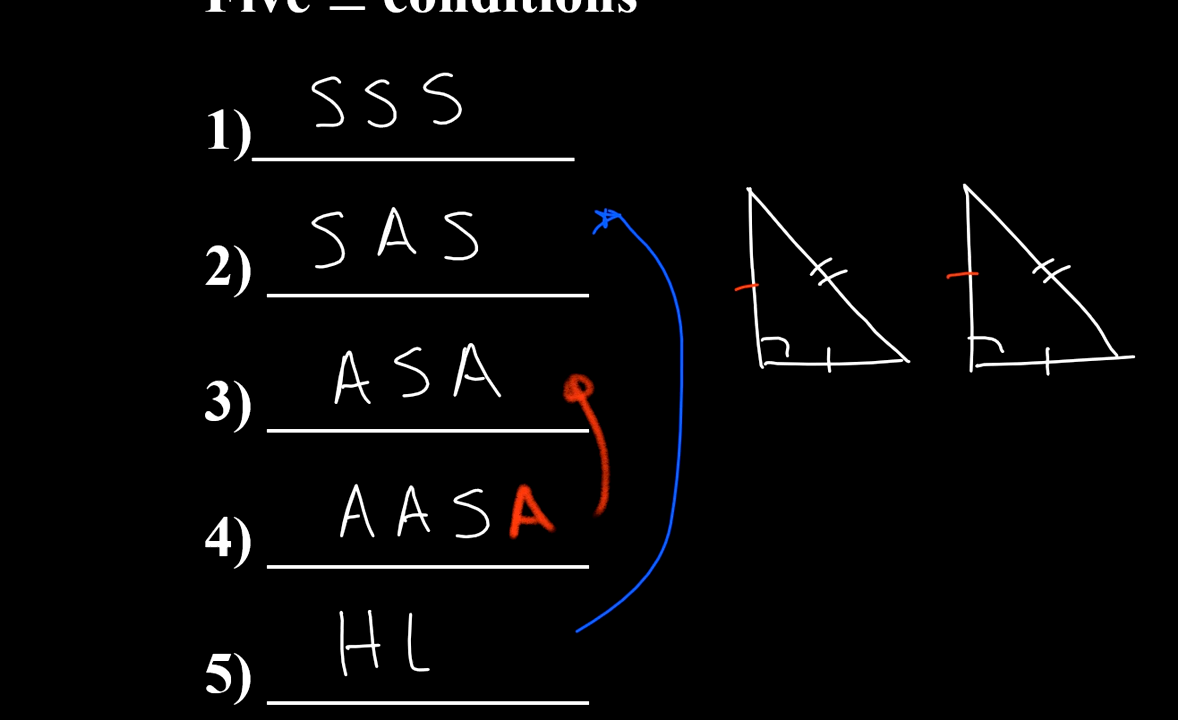 Five ≅ conditions
1) SSS
2) SAS
3) ASA
4) AASA
5) HL